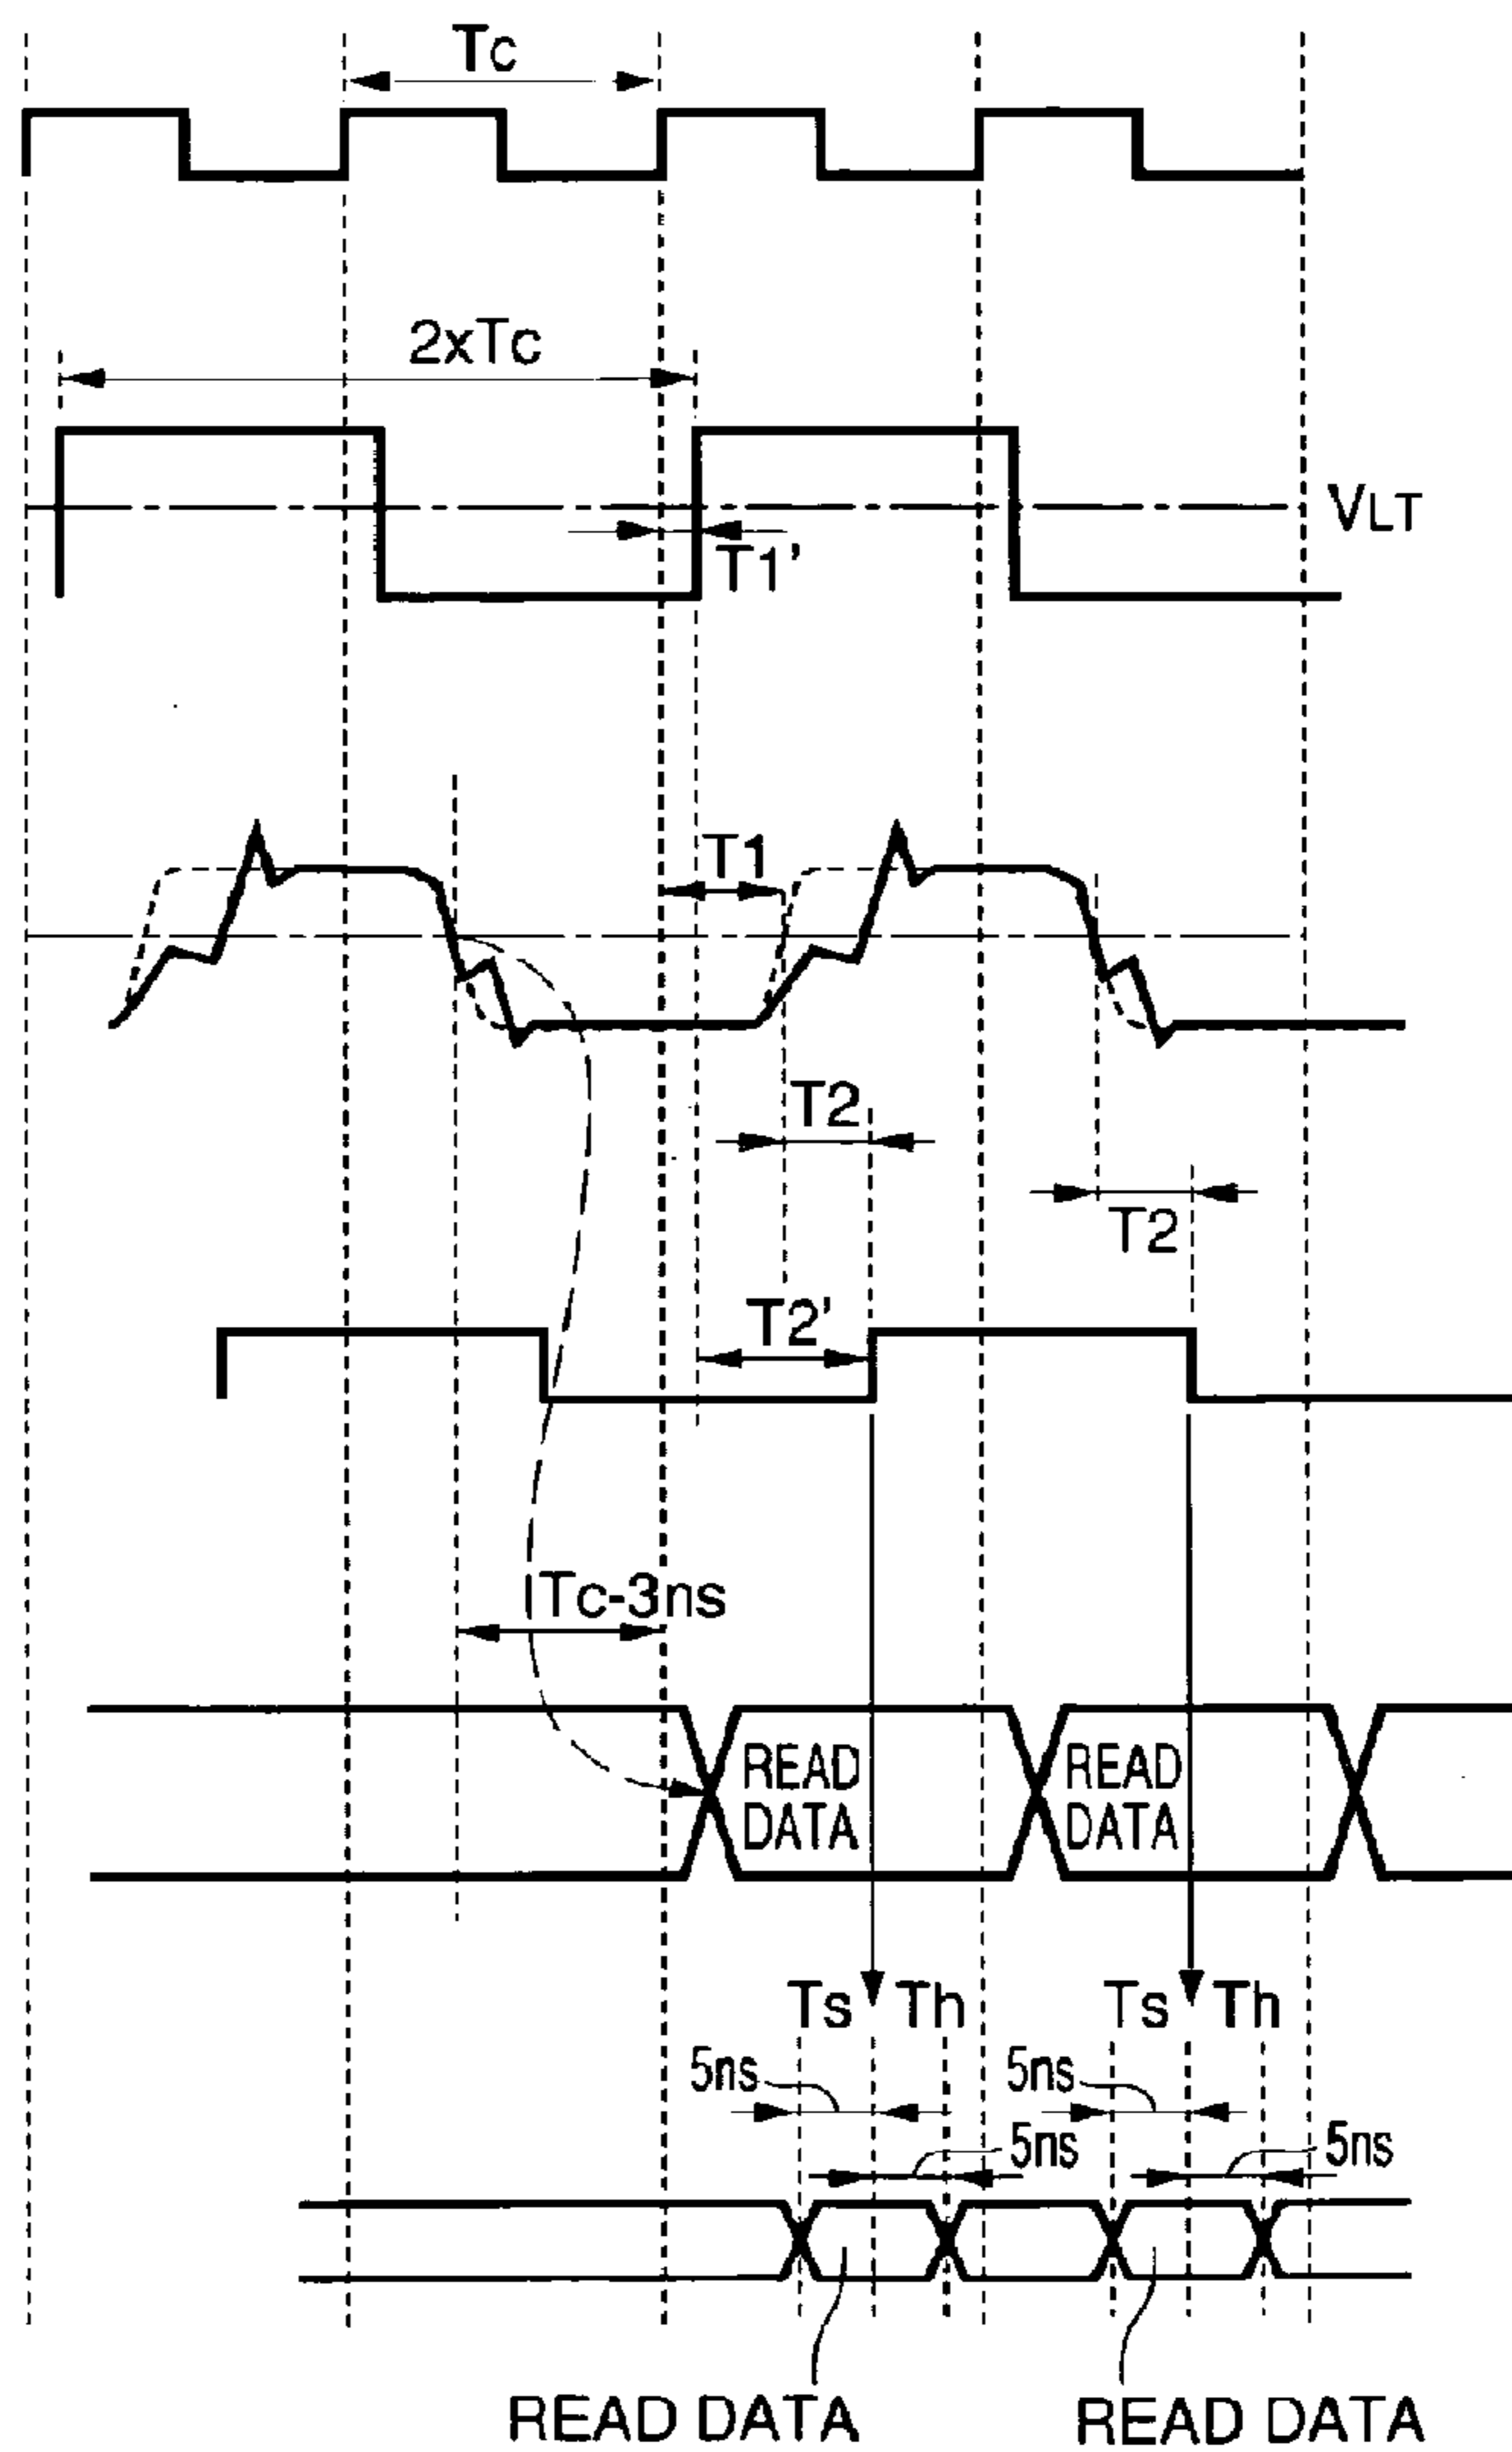 Tc
2xTc
VLT
T1'
T1
T2
T2
T2'
Tc-3ns
READ
DATA
READ
DATA
Ts Th
Ts Th
5ns
5ns
5ns
5ns
READ DATA
READ DATA